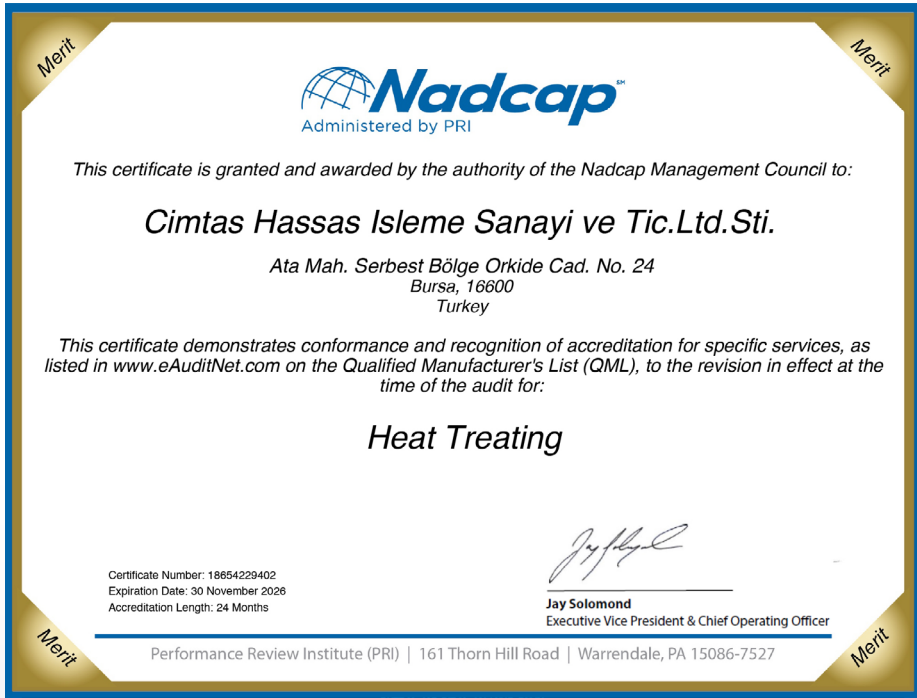 Merit
Merit
Nadcap℠
Administered by PRI
This certificate is granted and awarded by the authority of the Nadcap Management Council to:
Cimtas Hassas Isleme Sanayi ve Tic.Ltd.Sti.
Ata Mah. Serbest Bölge Orkide Cad. No. 24
Bursa, 16600
Turkey
This certificate demonstrates conformance and recognition of accreditation for specific services, as
listed in www.eAuditNet.com on the Qualified Manufacturer's List (QML), to the revision in effect at the
time of the audit for:
Heat Treating
Certificate Number: 18654229402
Expiration Date: 30 November 2026
Accreditation Length: 24 Months
Jay Solomond
Executive Vice President & Chief Operating Officer
Merit
Merit
Performance Review Institute (PRI) | 161 Thorn Hill Road | Warrendale, PA 15086-7527